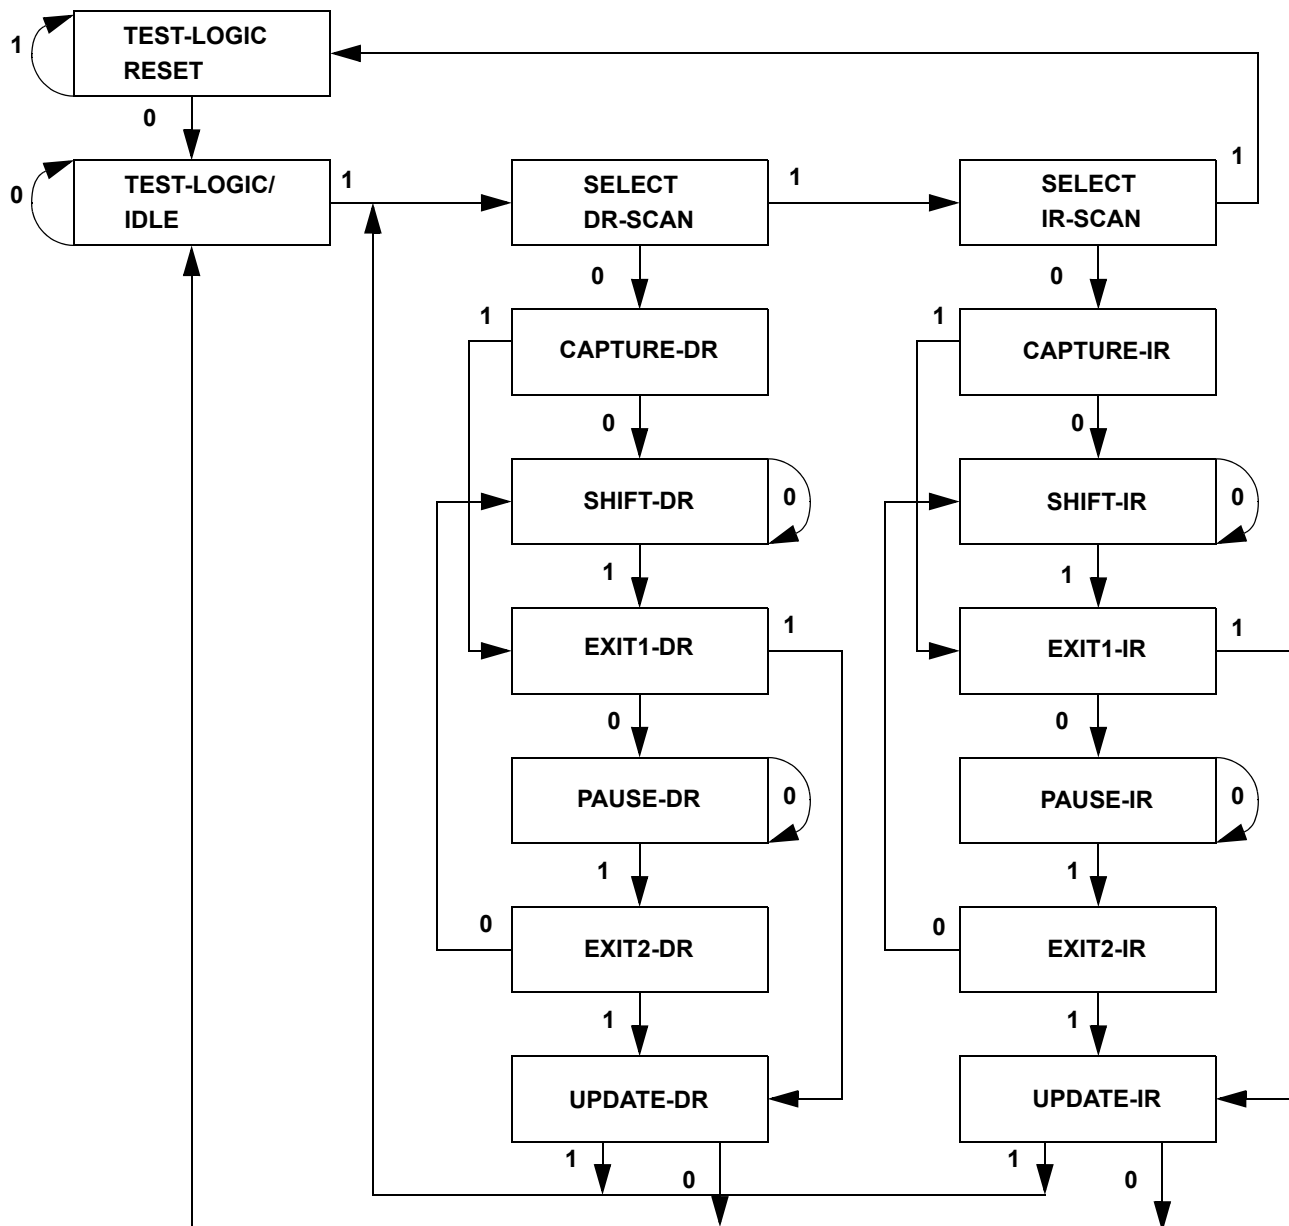 TEST-LOGIC
RESET
1
0
TEST-LOGIC/
IDLE
0
1
SELECT
DR-SCAN
1
SELECT
IR-SCAN
1
0
0
1
CAPTURE-DR
1
CAPTURE-IR
0
0
SHIFT-DR
0
SHIFT-IR
0
1
1
EXIT1-DR
1
EXIT1-IR
1
0
0
PAUSE-DR
0
PAUSE-IR
0
1
1
0
EXIT2-DR
0
EXIT2-IR
1
1
UPDATE-DR
UPDATE-IR
1
0
1
0